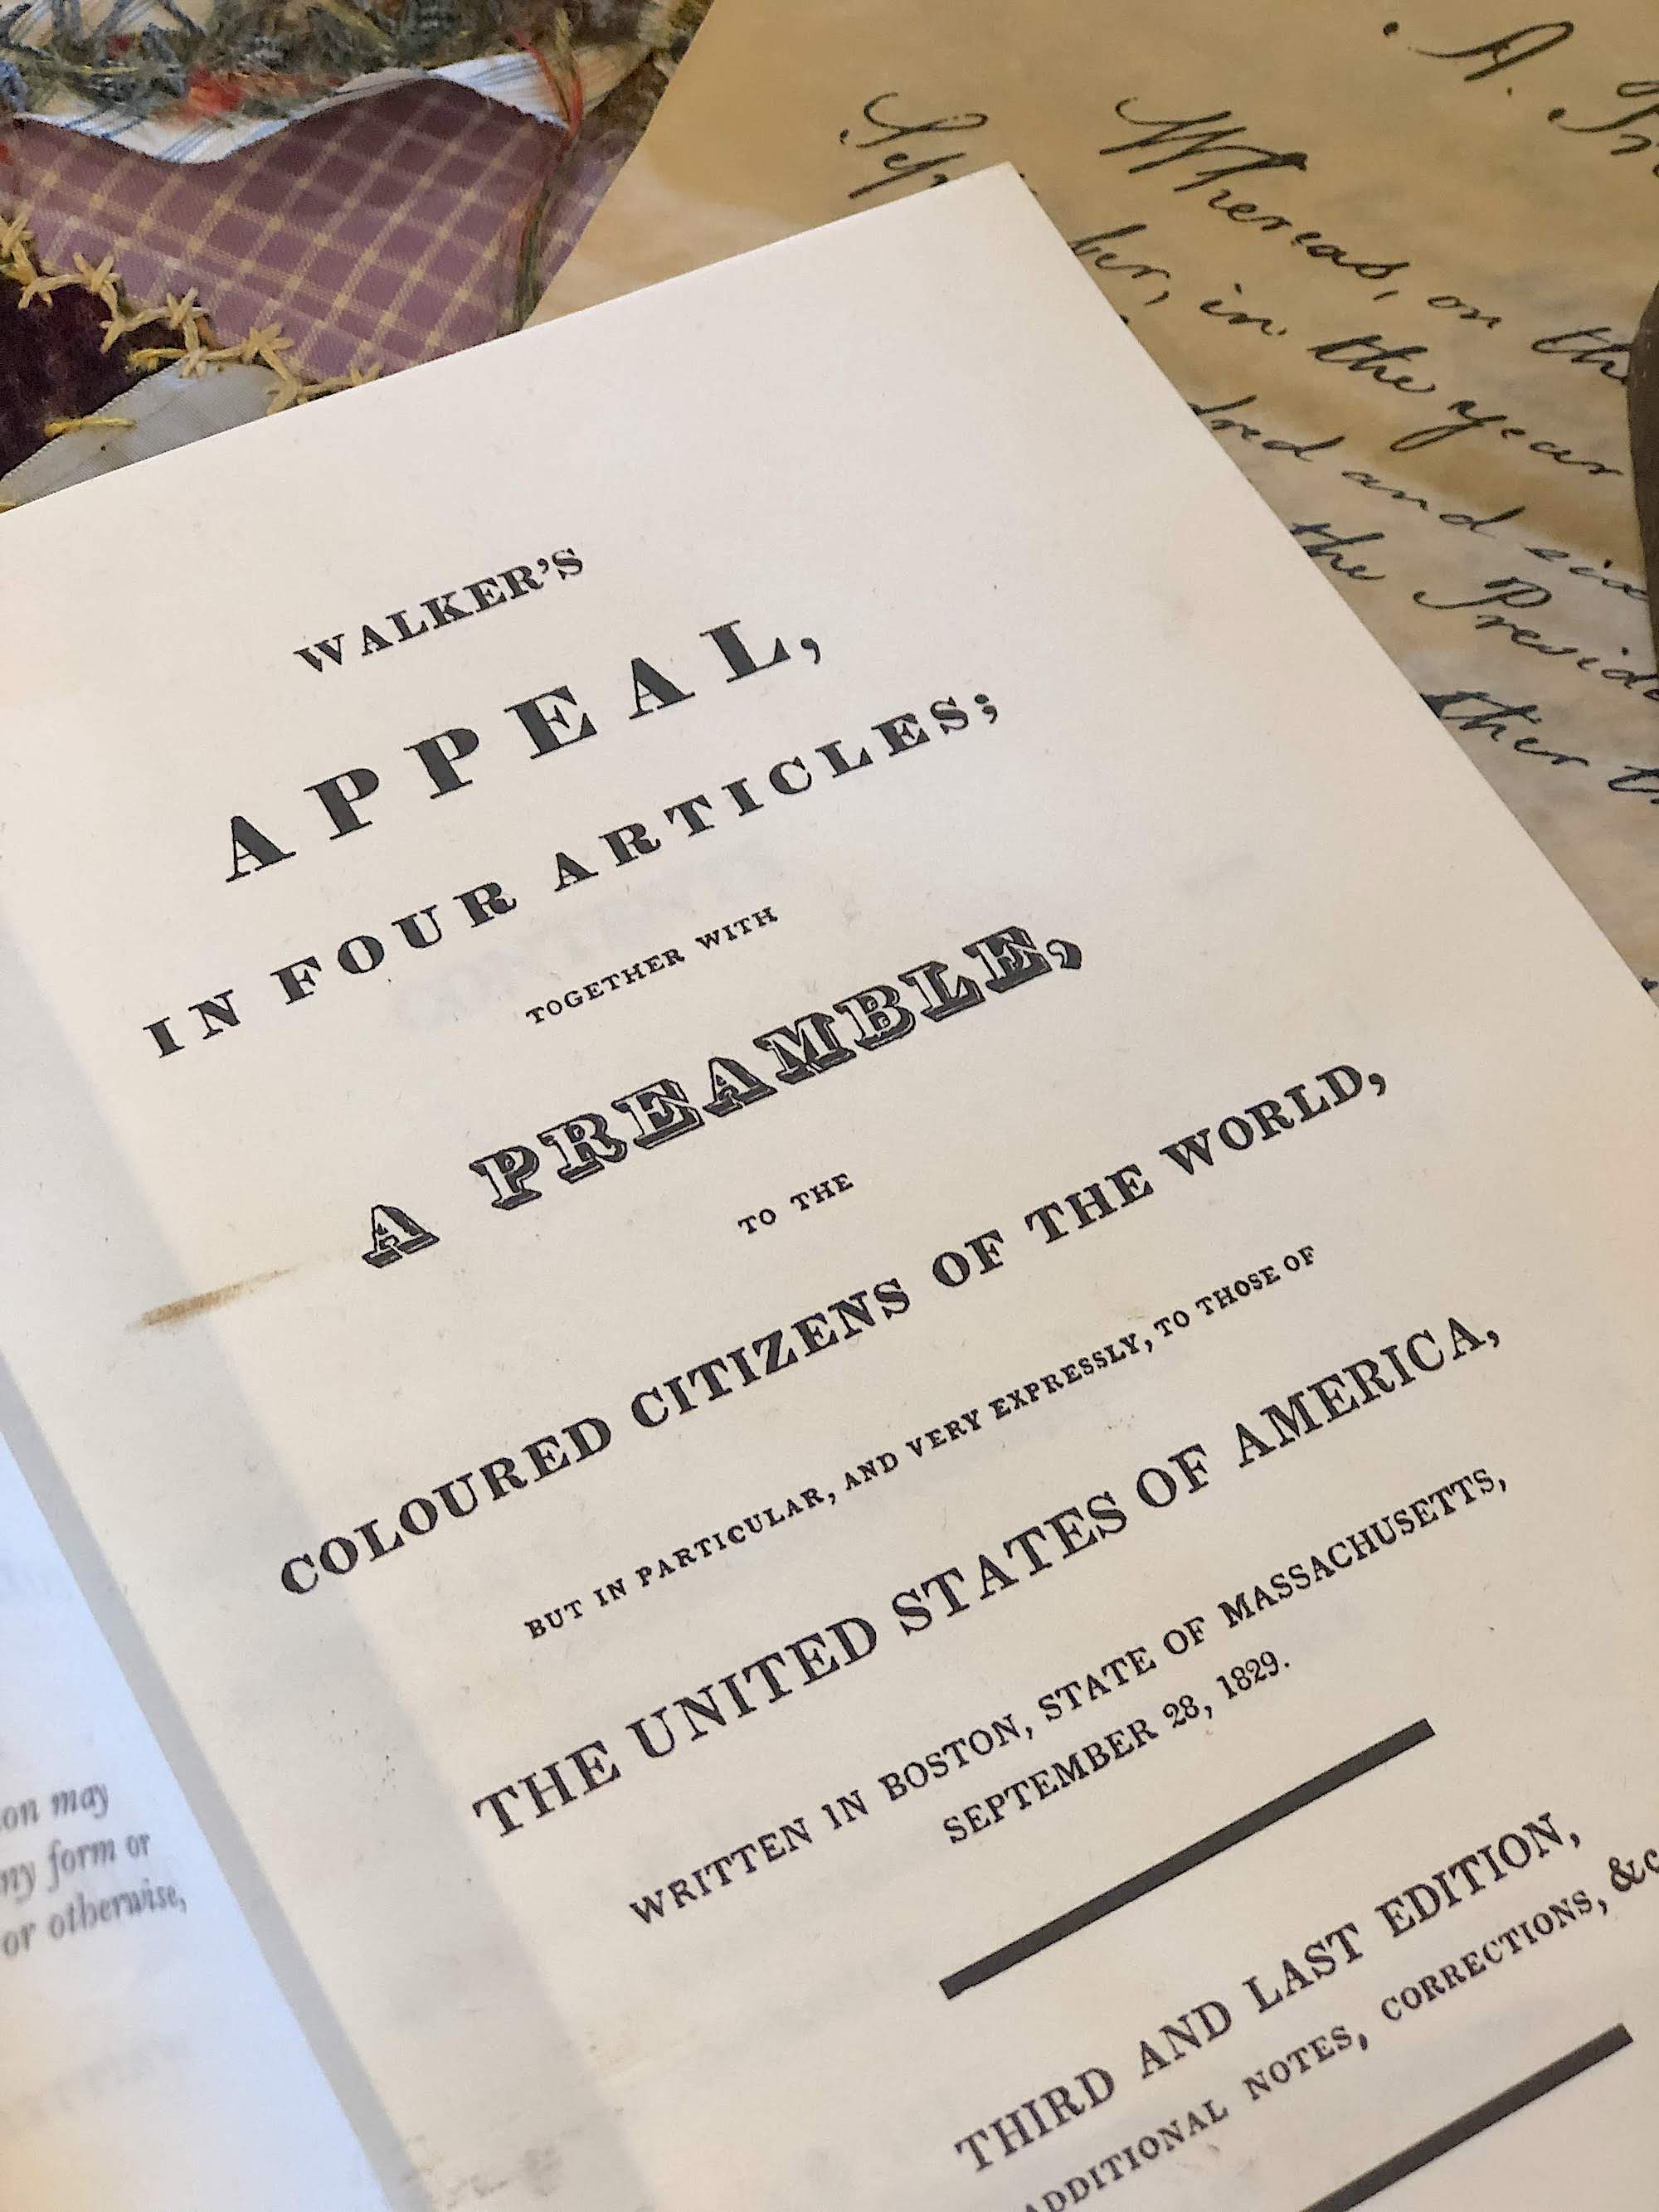 WALKER'S
APPEAL,
IN FOUR ARTICLES;
TOGETHER WITH
A PREAMBLE,
TO THE
COLOURED CITIZENS OF THE WORLD,
BUT IN PARTICULAR, AND VERY EXPRESSLY, TO THOSE OF
THE UNITED STATES OF AMERICA,
WRITTEN IN BOSTON, STATE OF MASSACHUSETTS,
SEPTEMBER 28, 1829.
THIRD AND LAST EDITION,
ADDITIONAL NOTES, CORRECTIONS, &c
A.
Whereas, on the
in the year
and
the Presid
on may
ny form or
or otherwise,